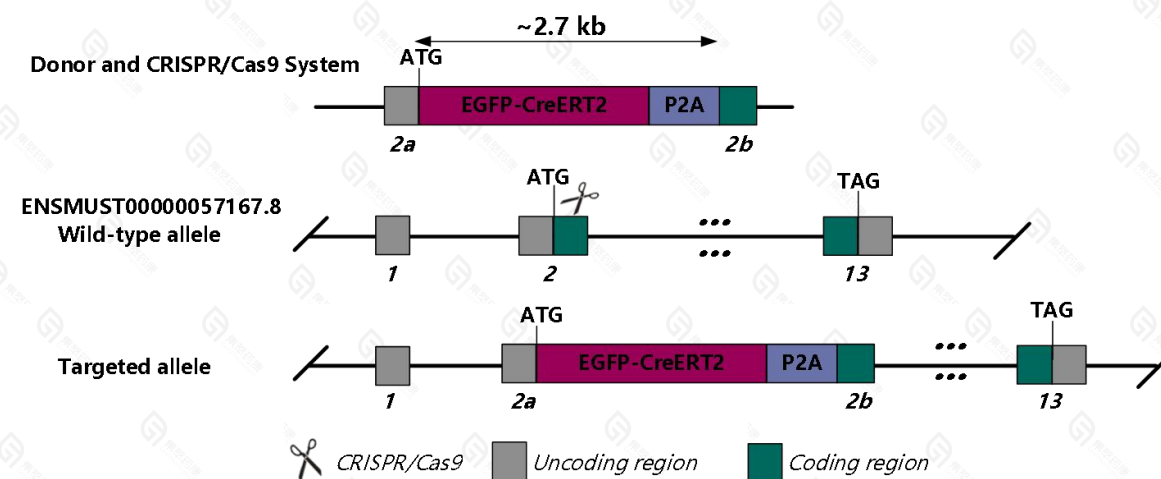 ~2.7 kb
Donor and CRISPR/Cas9 System
ATG
EGFP-CreERT2
P2A
2a
2b
ENSMUST00000057167.8
Wild-type allele
ATG
TAG
1
2
13
Targeted allele
ATG
TAG
EGFP-CreERT2
P2A
1
2a
2b
13
CRISPR/Cas9
Uncoding region
Coding region